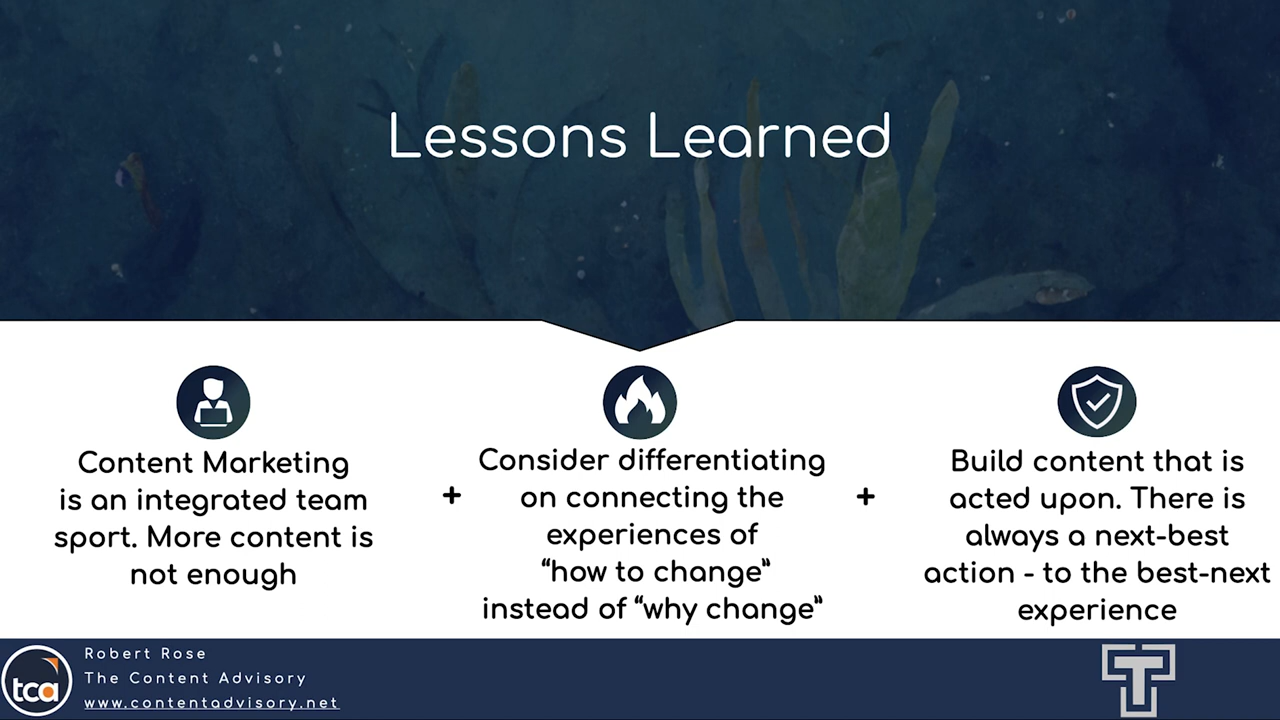 Lessons Learned
Content Marketing
is an integrated team
sport. More content is
not enough
+
Consider differentiating
on connecting the
experiences of
“how to change”
instead of “why change”
+
Build content that is
acted upon. There is
always a next-best
action - to the best-next
experience
tca
Robert Rose
The Content Advisory
www.contentadvisory.net
T